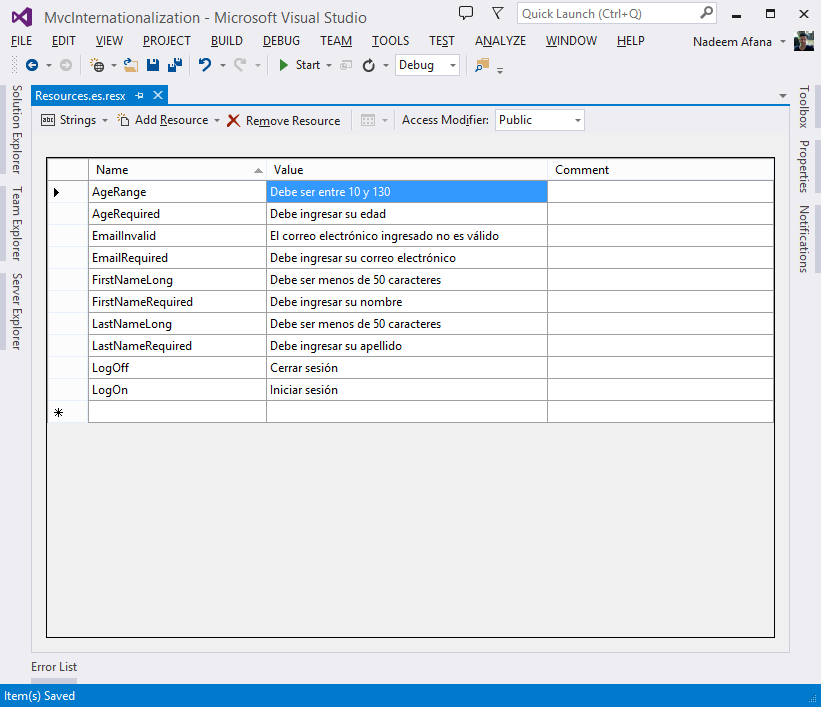 MvcInternationalization - Microsoft Visual Studio
Quick Launch (Ctrl+Q)
FILE EDIT VIEW PROJECT BUILD DEBUG TEAM TOOLS TEST ANALYZE WINDOW HELP Nadeem Afana
Start Debug
Resources.es.resx
abc Strings Add Resource Remove Resource Access Modifier: Public
Name Value Comment
AgeRange Debe ser entre 10 y 130
AgeRequired Debe ingresar su edad
EmailInvalid El correo electrónico ingresado no es válido
EmailRequired Debe ingresar su correo electrónico
FirstNameLong Debe ser menos de 50 caracteres
FirstNameRequired Debe ingresar su nombre
LastNameLong Debe ser menos de 50 caracteres
LastNameRequired Debe ingresar su apellido
LogOff Cerrar sesión
LogOn Iniciar sesión
Solution Explorer
Team Explorer
Server Explorer
Toolbox
Properties
Notifications
Error List
Item(s) Saved